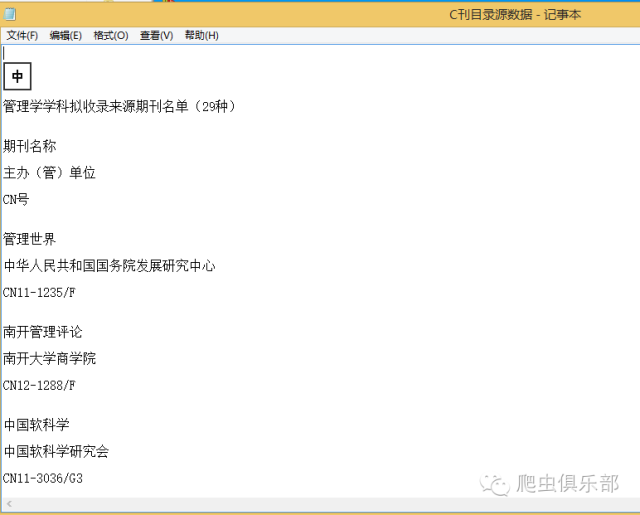 C刊目录源数据 - 记事本
文件(F) 编辑(E) 格式(O) 查看(V) 帮助(H)
中
管理学学科拟收录来源期刊名单（29种）
期刊名称
主办（管）单位
CN号
管理世界
中华人民共和国国务院发展研究中心
CN11-1235/F
南开管理评论
南开大学商学院
CN12-1288/F
中国软科学
中国软科学研究会
CN11-3036/G3
爬虫俱乐部